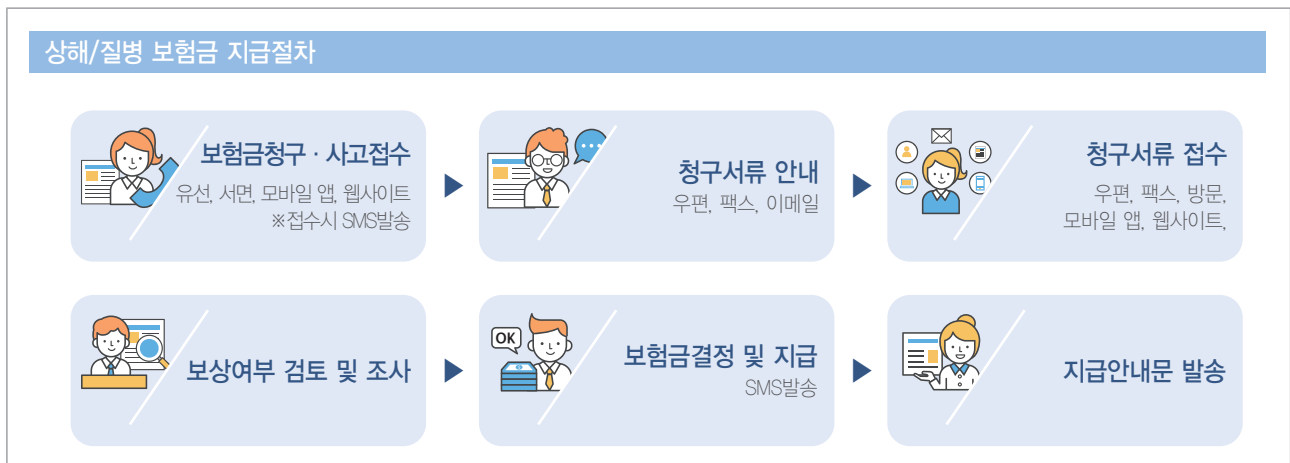 상해/질병 보험금 지급절차
보험금청구 · 사고접수
유선, 서면, 모바일 앱, 웹사이트
※접수시 SMS발송
청구서류 안내
우편, 팩스, 이메일
청구서류 접수
우편, 팩스, 방문,
모바일 앱, 웹사이트,
보상여부 검토 및 조사
OK
보험금결정 및 지급
SMS발송
지급안내문 발송